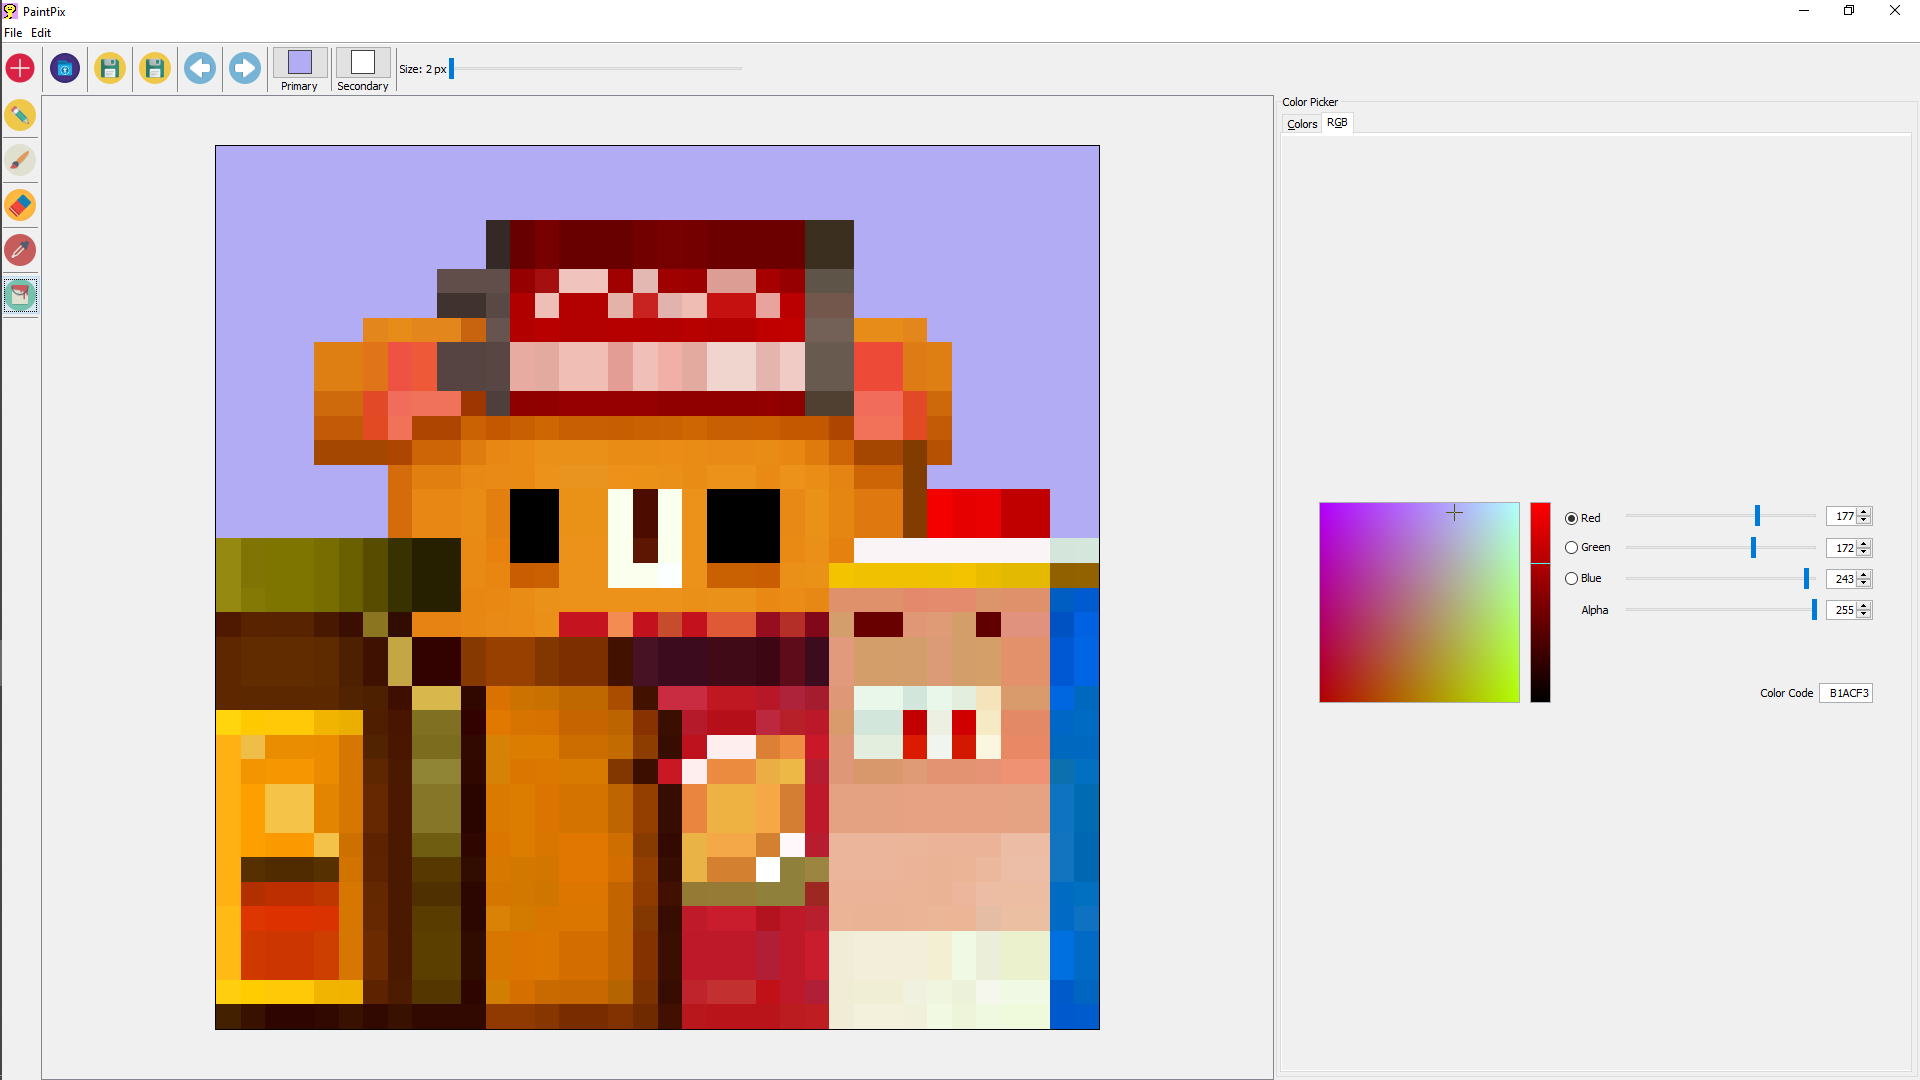 PaintPix
File Edit
Primary
Secondary
Size: 2 px
Color Picker
Colors RGB
Red 177
Green 172
Blue 243
Alpha 255
Color Code B1ACF3